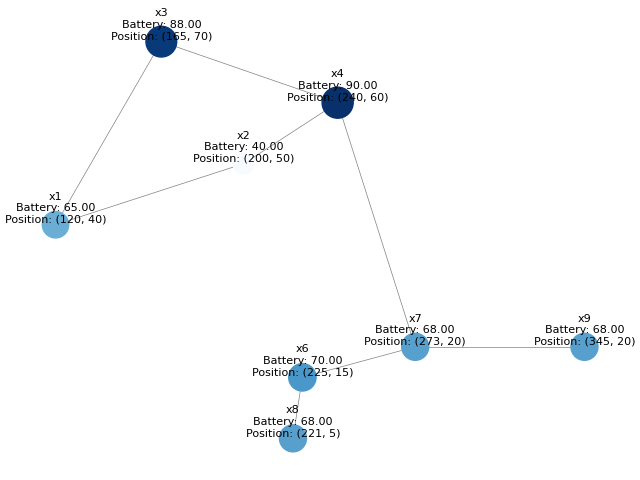 x3
Battery: 88.00
Position: (165, 70)
x4
Battery: 90.00
Position: (240, 60)
x2
Battery: 40.00
Position: (200, 50)
x1
Battery: 65.00
Position: (120, 40)
x7
Battery: 68.00
Position: (273, 20)
x9
Battery: 68.00
Position: (345, 20)
x6
Battery: 70.00
Position: (225, 15)
x8
Battery: 68.00
Position: (221, 5)